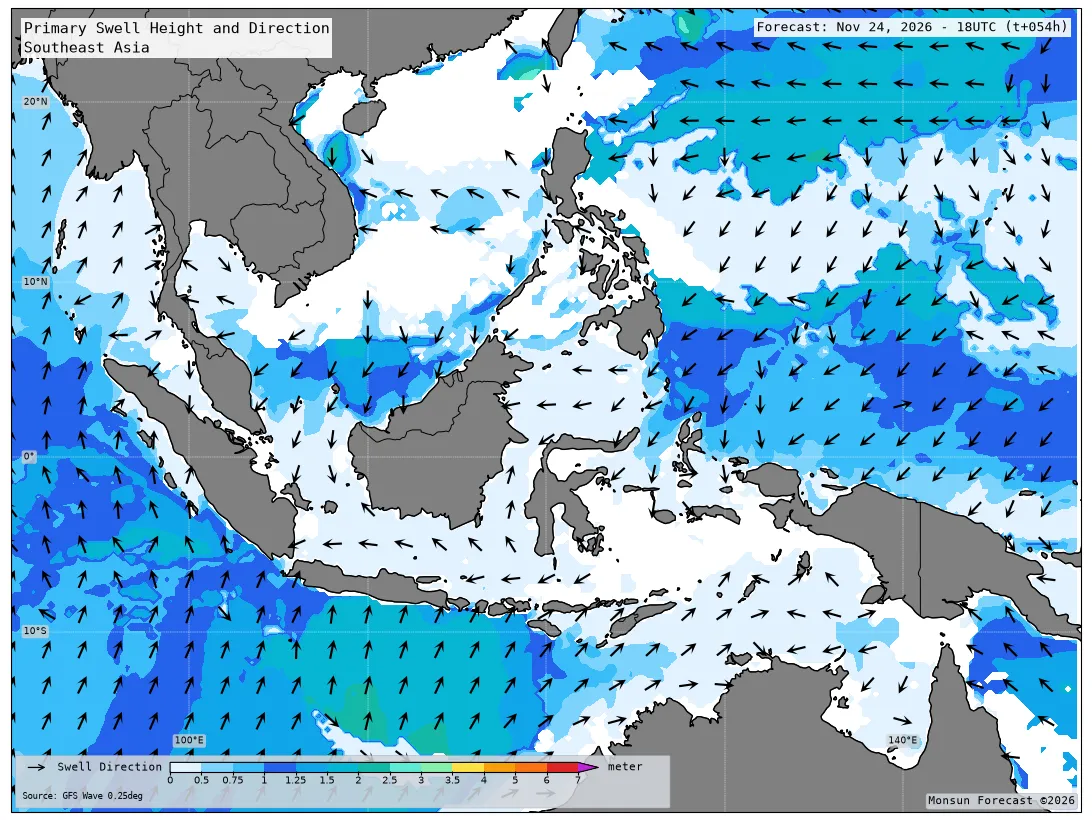 Primary Swell Height and Direction
Southeast Asia
Forecast: Nov 24, 2026 - 18UTC (t+054h)
20°N
10°N
0°
10°S
100°E
140°E
Swell Direction
meter
0 0.5 0.75 1 1.25 1.5 2 2.5 3 3.5 4 5 6 7
Source: GFS Wave 0.25deg
Monsun Forecast ©2026